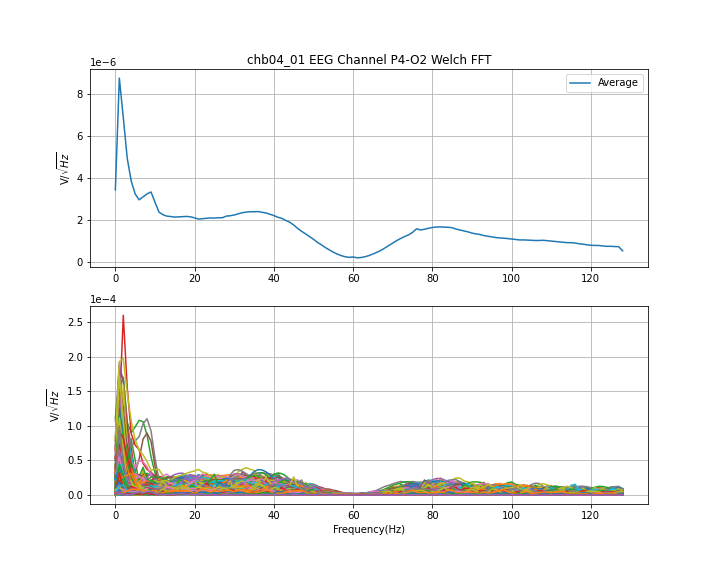 chb04_01 EEG Channel P4-O2 Welch FFT
1e−6
Average
8
6
4
2
0
V/√Hz
0 20 40 60 80 100 120
1e−4
2.5
2.0
1.5
1.0
0.5
0.0
V/√Hz
0 20 40 60 80 100 120
Frequency(Hz)